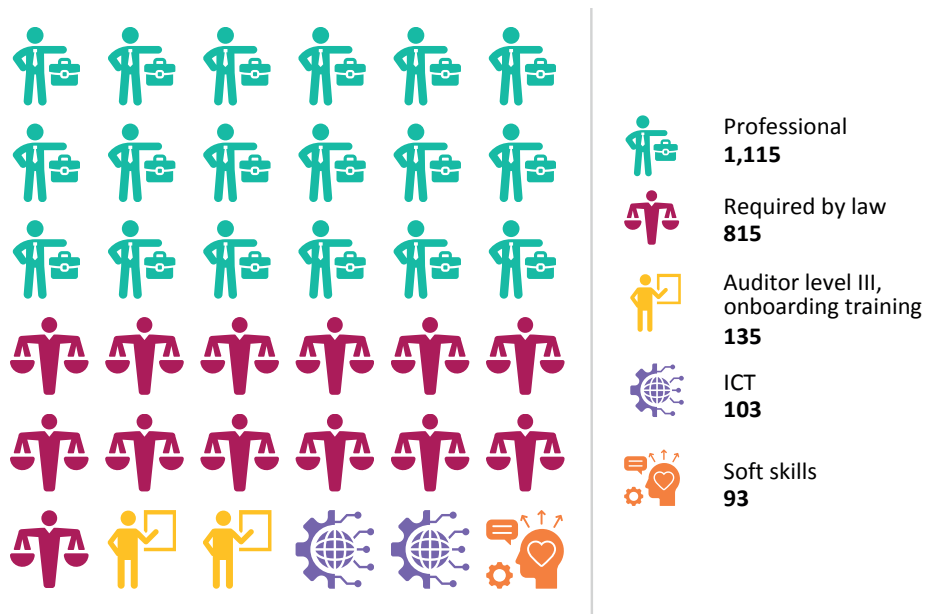 Professional
1,115
Required by law
815
Auditor level III,
onboarding training
135
ICT
103
Soft skills
93